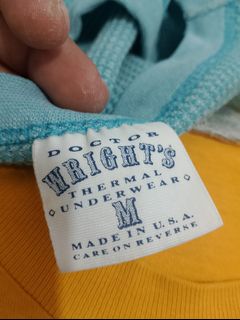 DOCTOR
WRIGHT'S
THERMAL
UNDERWEAR
M
MADE IN U.S.A.
CARE ON REVERSE